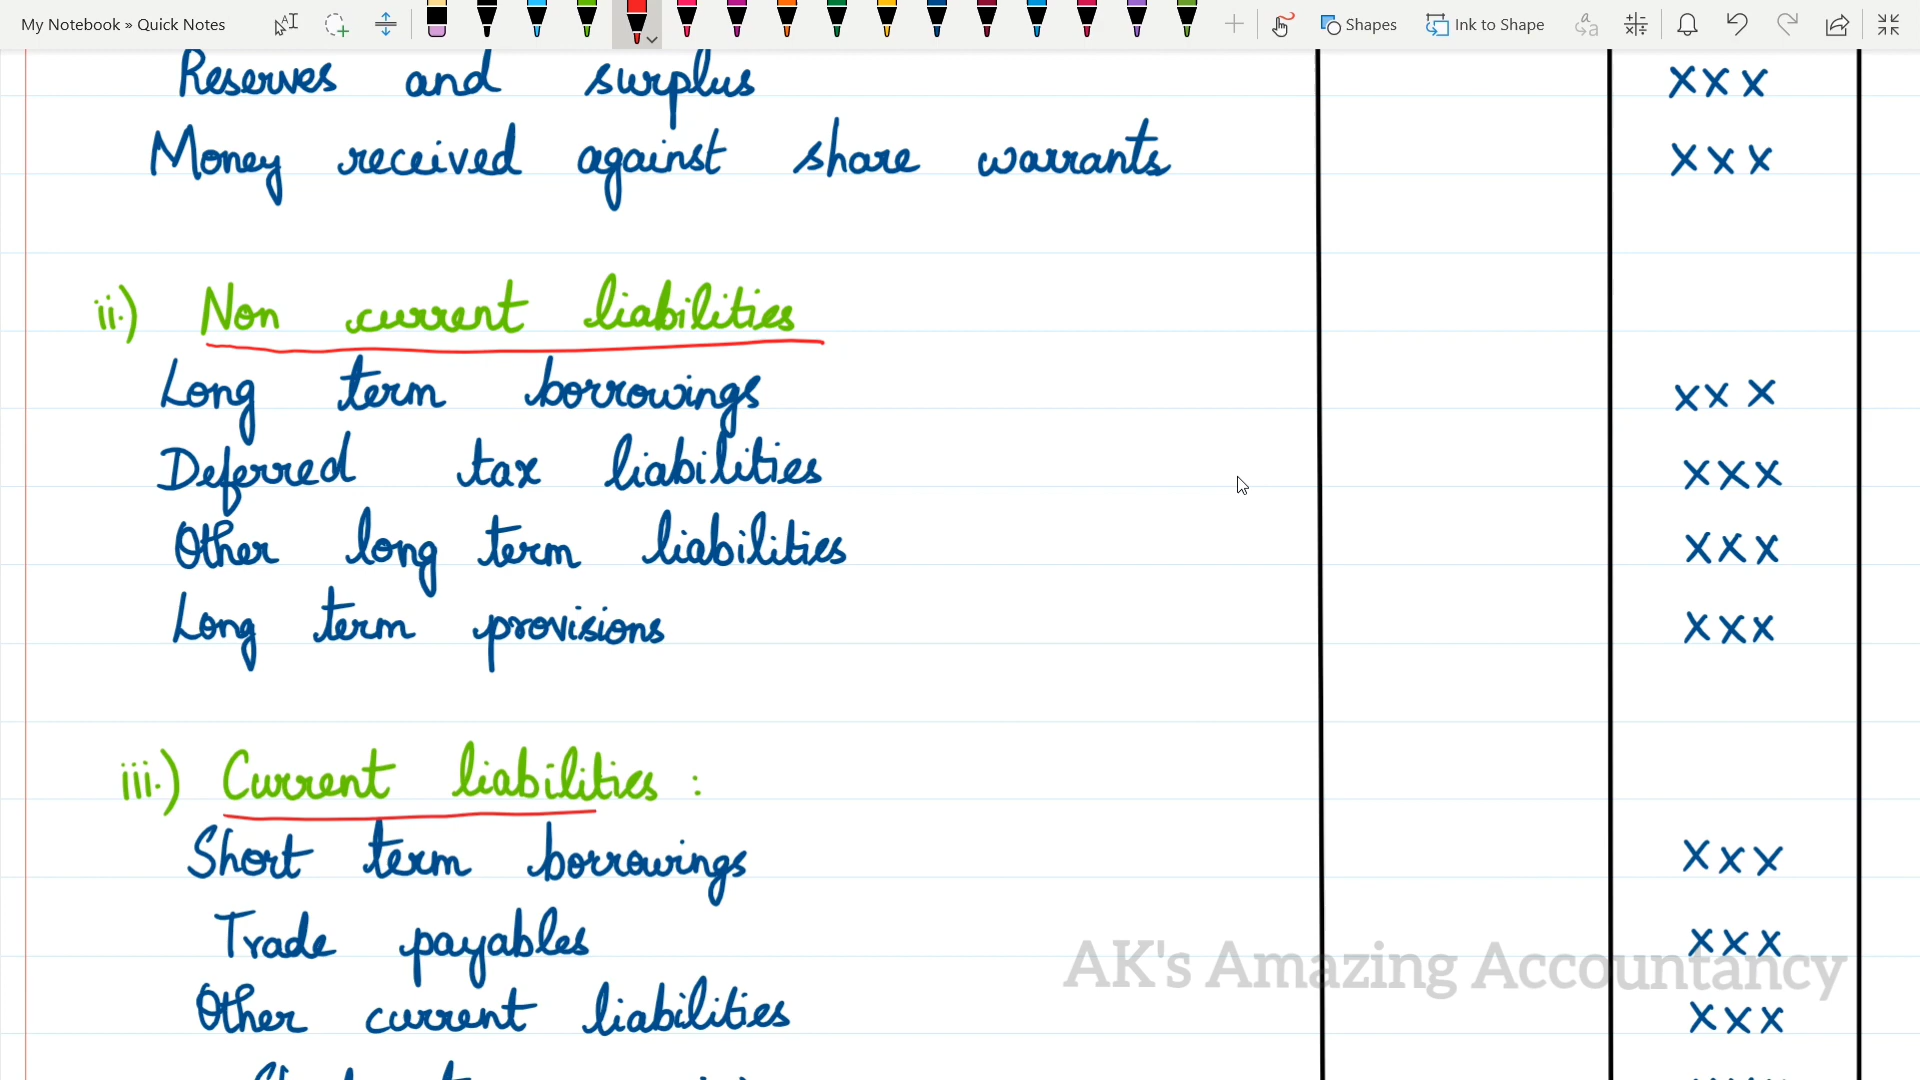 My Notebook » Quick Notes
Shapes
Ink to Shape
Reserves and surplus xxx
Money received against share warrants xxx
ii.) Non current liabilities
Long term borrowings xxx
Deferred tax liabilities xxx
Other long term liabilities xxx
Long term provisions xxx
iii.) Current liabilities :
Short term borrowings xxx
Trade payables xxx
AK's Amazing Accountancy
Other current liabilities xxx